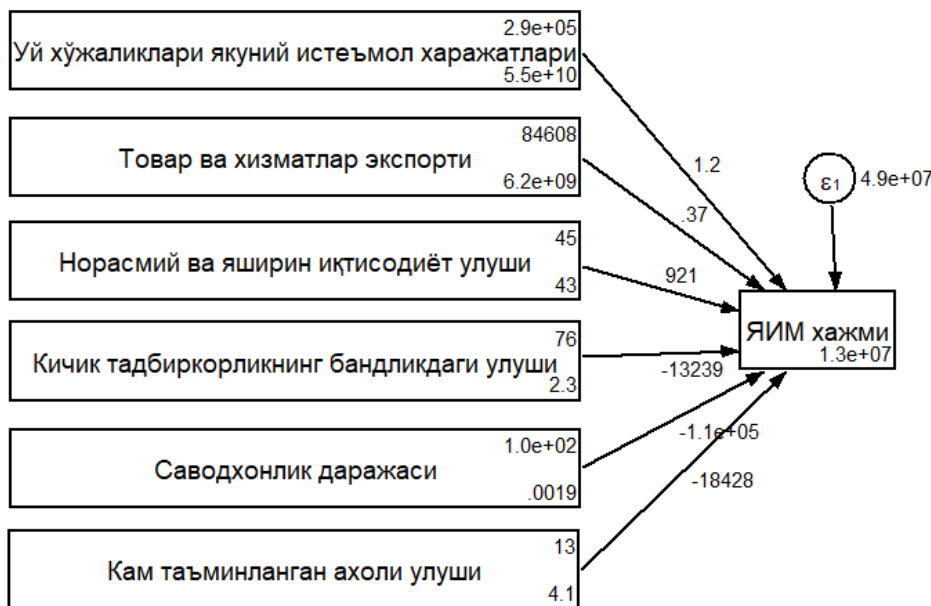 2.9e+05
Уй хўжаликлари якуний истеъмол харажатлари
5.5e+10
84608
Товар ва хизматлар экспорти
6.2e+09
45
Норасмий ва яширин иқтисодиёт улуши
43
76
Кичик тадбиркорликнинг бандликдаги улуши
2.3
1.0e+02
Саводхонлик даражаси
.0019
13
Кам таъминланган ахоли улуши
4.1
1.2
.37
921
-13239
-1.1e+05
-18428
ε1
4.9e+07
ЯИМ хажми
1.3e+07